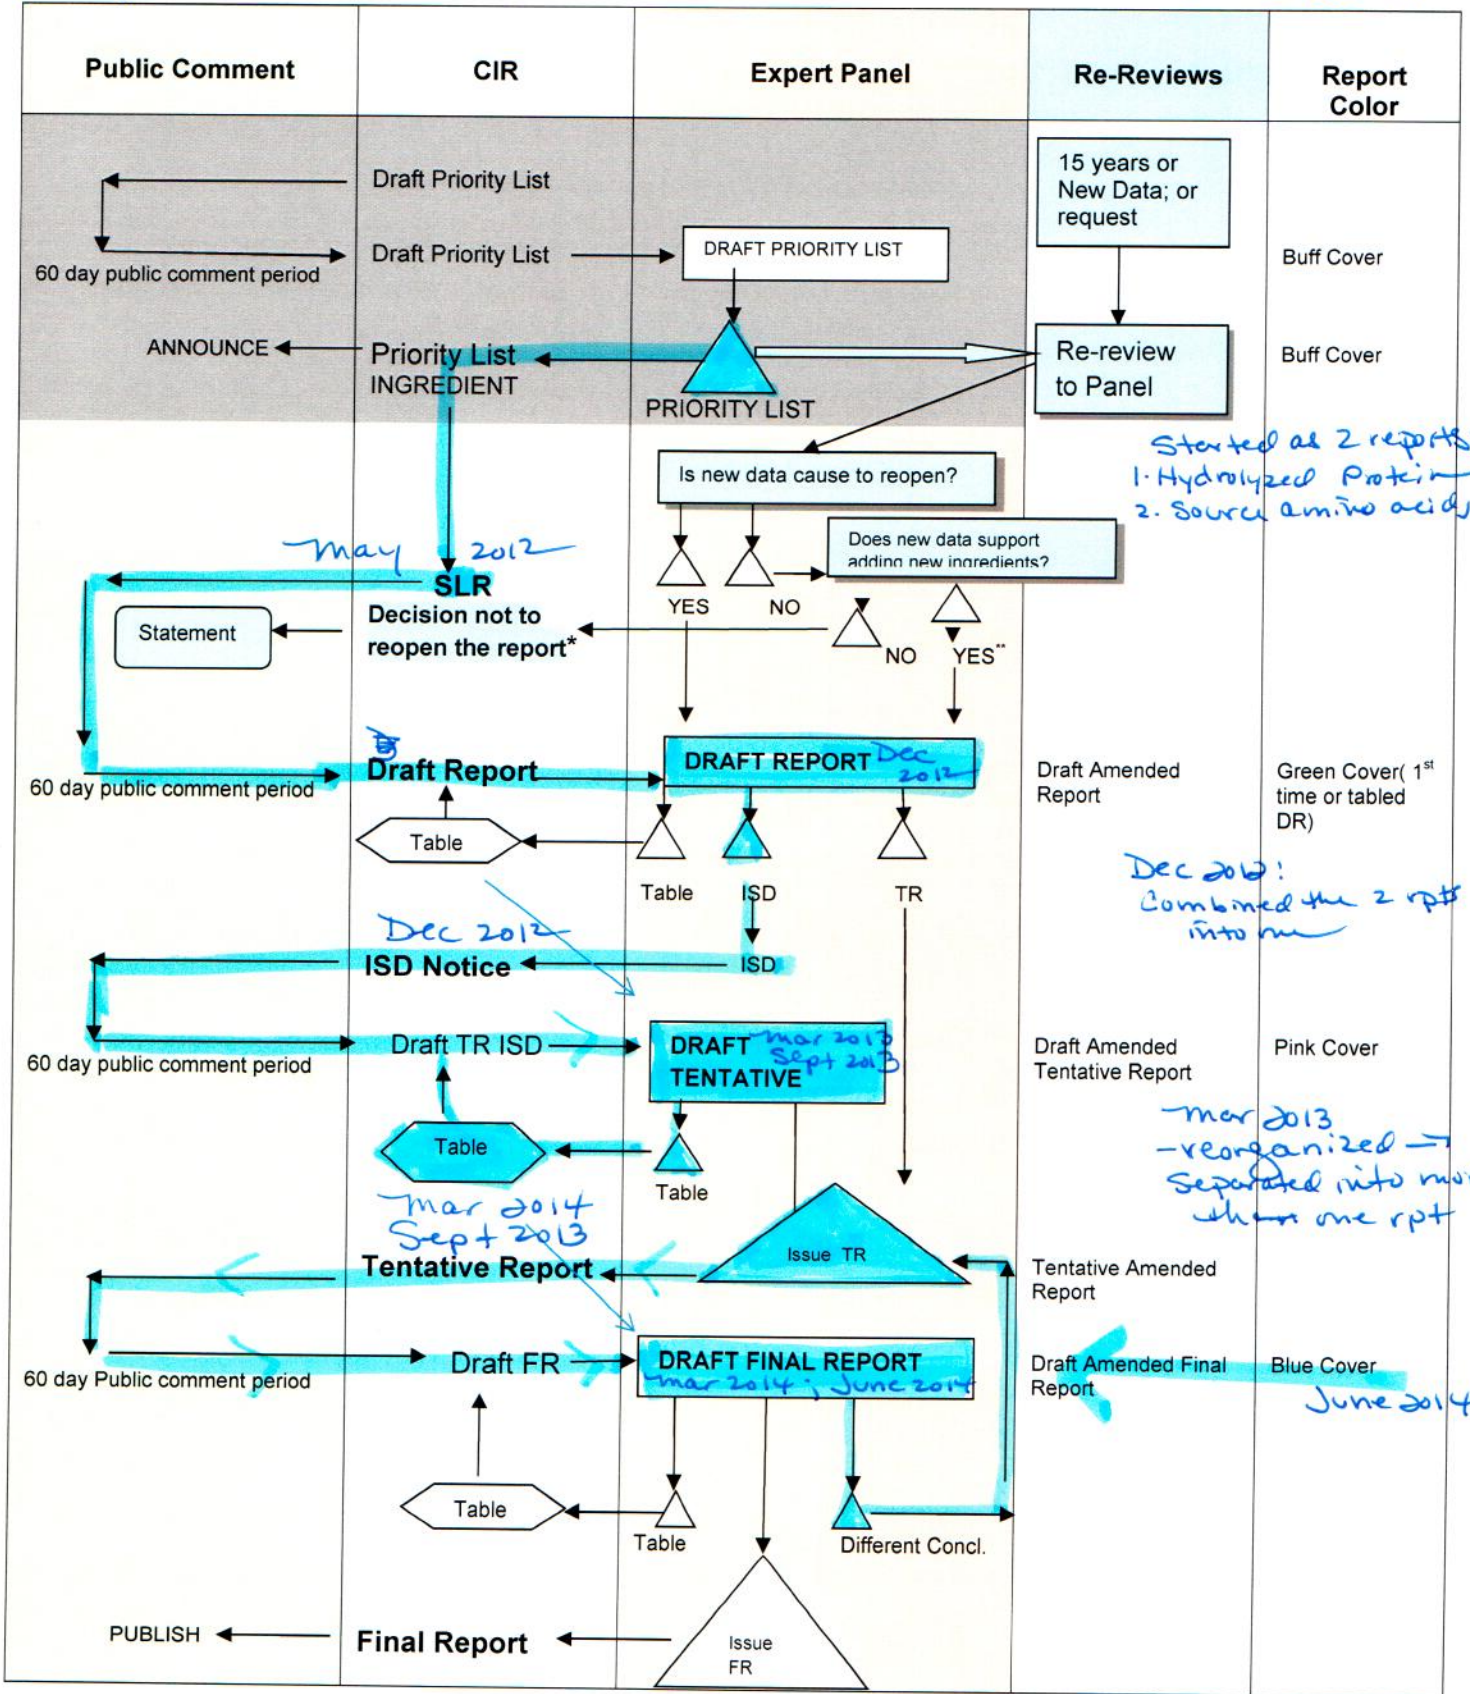 Public Comment
CIR
Expert Panel
Re-Reviews
Report
Color
Draft Priority List
15 years or
New Data; or
request
Draft Priority List
DRAFT PRIORITY LIST
60 day public comment period
Buff Cover
ANNOUNCE
Priority List
INGREDIENT
PRIORITY LIST
Re-review
to Panel
Buff Cover
Started as 2 reports
1. Hydrolyzed Protein
2. Source amino acids
Is new data cause to reopen?
Does new data support
adding new ingredients?
May 2012
SLR
YES
NO
Statement
Decision not to
reopen the report*
NO
YES**
Draft Report
DRAFT REPORT
Dec
2012
60 day public comment period
Draft Amended
Report
Green Cover( 1st
time or tabled
DR)
Table
Table
ISD
TR
Dec 2012:
Combined the 2 rpts
into one
Dec 2012
ISD Notice
ISD
Draft TR ISD
DRAFT
TENTATIVE
Mar 2013
Sept 2013
60 day public comment period
Draft Amended
Tentative Report
Pink Cover
Table
Table
Mar 2013
-reorganized →
Separated into
than one rpt
Mar 2014
Sept 2013
Issue TR
Tentative Report
Tentative Amended
Report
Draft FR
DRAFT FINAL REPORT
Mar 2014; June 2014
60 day Public comment period
Draft Amended Final
Report
Blue Cover
June 2014
Table
Table
Different Concl.
PUBLISH
Final Report
Issue
FR